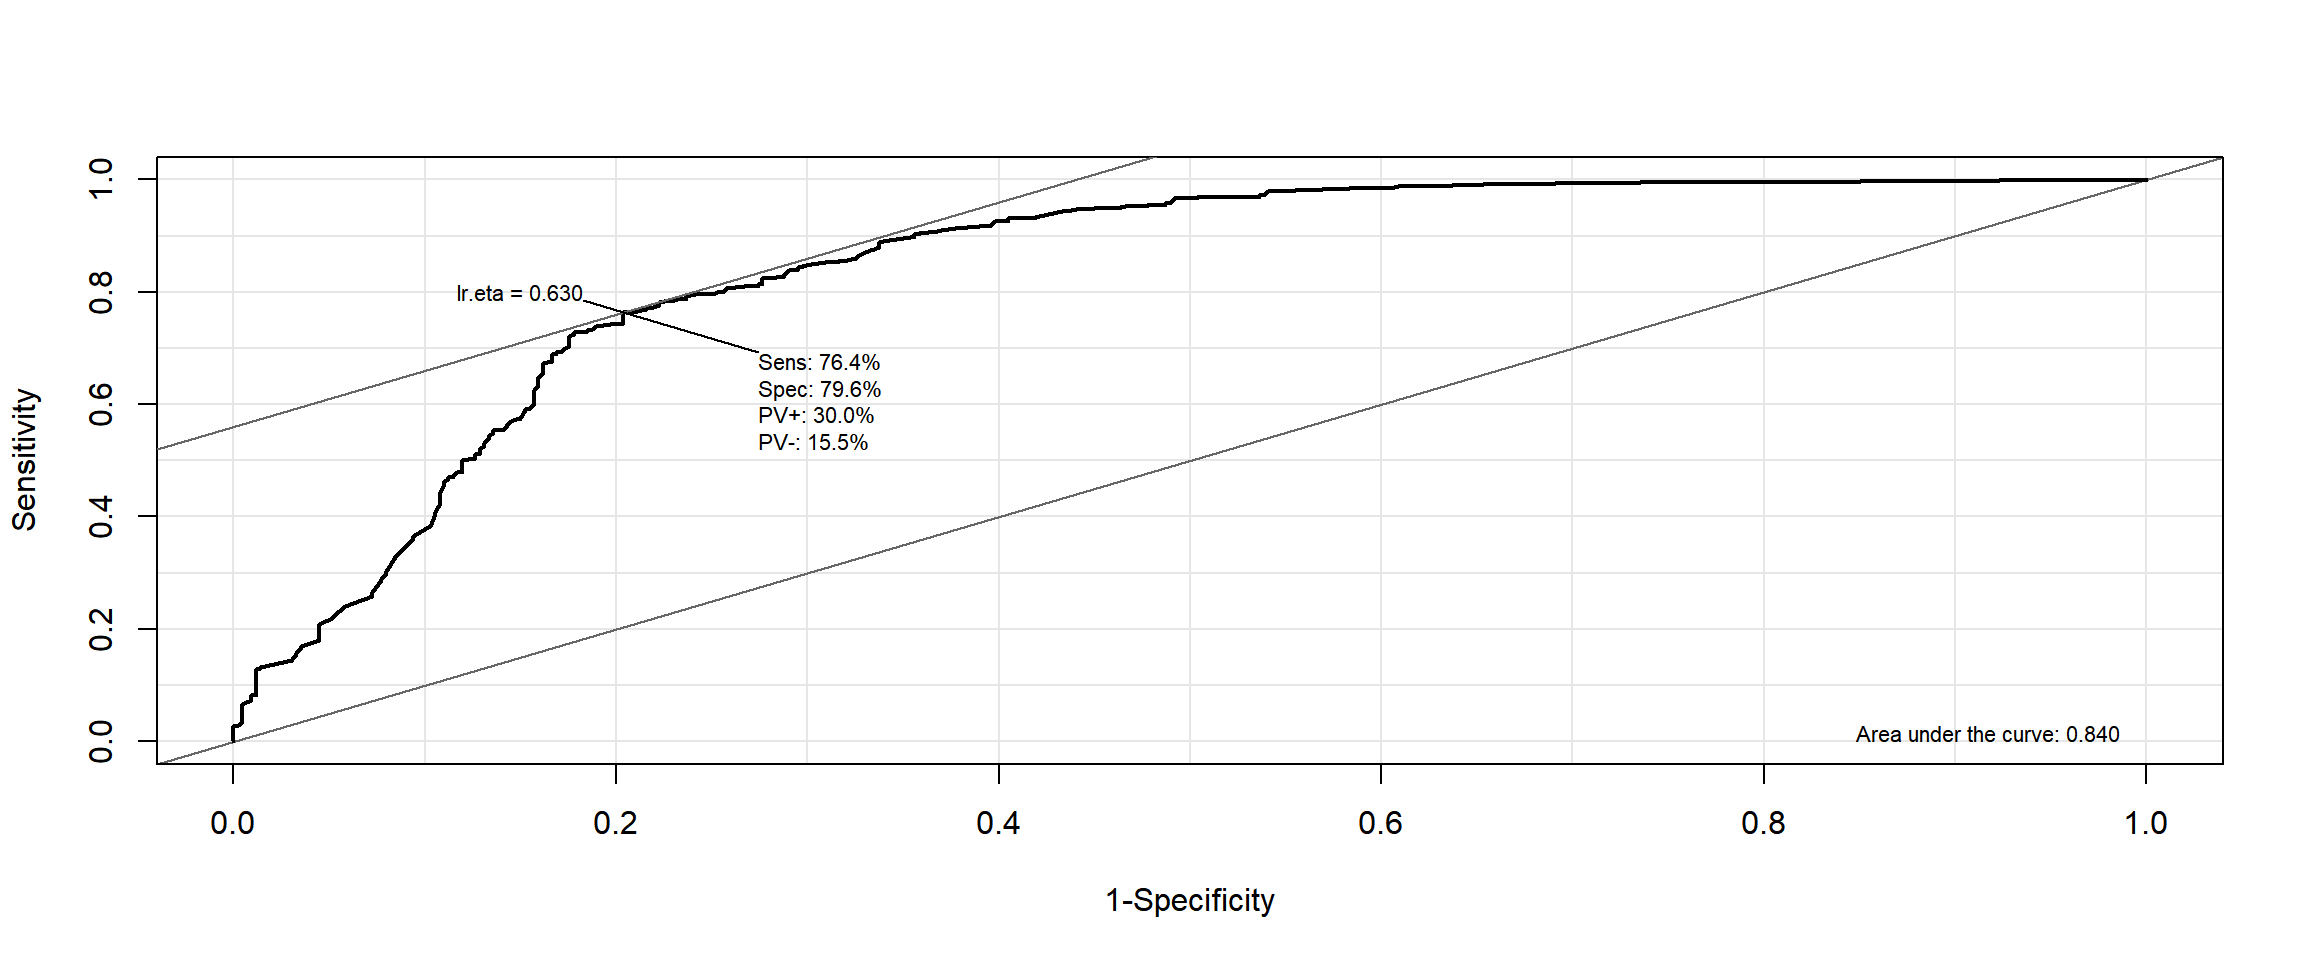 1.0
0.8
0.6
0.4
0.2
0.0
Sensitivity
lr.eta = 0.630
Sens: 76.4%
Spec: 79.6%
PV+: 30.0%
PV-: 15.5%
Area under the curve: 0.840
0.0 0.2 0.4 0.6 0.8 1.0
1-Specificity